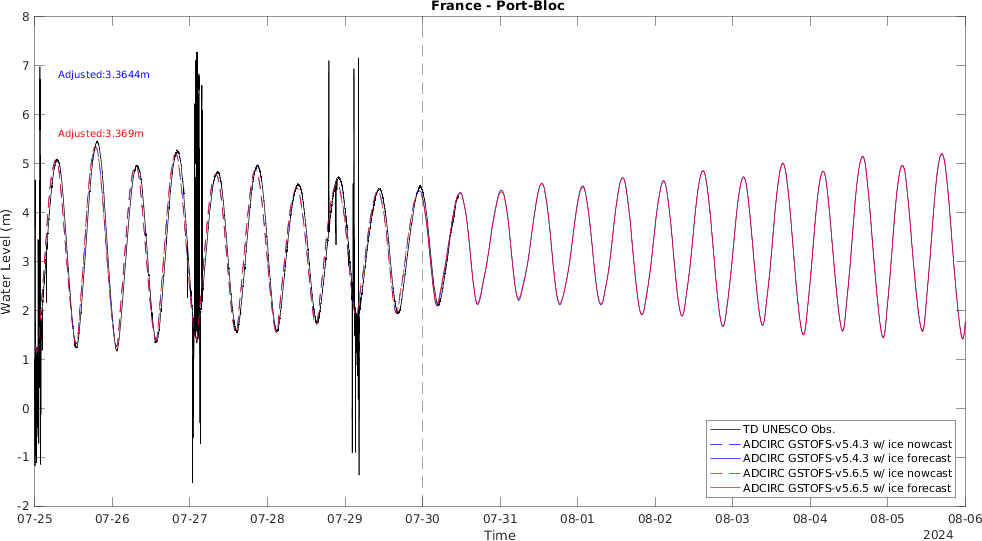 France - Port-Bloc
8
7
6
5
4
3
2
1
0
-1
-2
Water Level (m)
Adjusted:3.3644m
Adjusted:3.369m
TD UNESCO Obs.
ADCIRC GSTOFS-v5.4.3 w/ ice nowcast
ADCIRC GSTOFS-v5.4.3 w/ ice forecast
ADCIRC GSTOFS-v5.6.5 w/ ice nowcast
ADCIRC GSTOFS-v5.6.5 w/ ice forecast
07-25 07-26 07-27 07-28 07-29 07-30 07-31 08-01 08-02 08-03 08-04 08-05 08-06
Time
2024